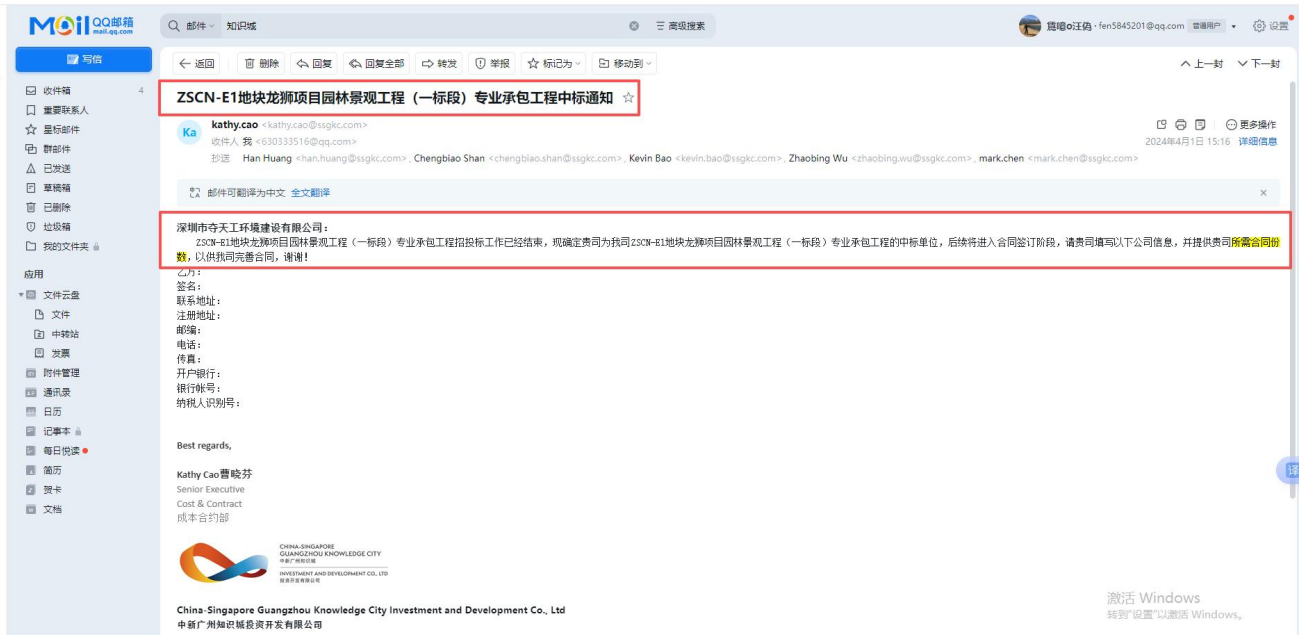 QQ邮箱
mail.qq.com
邮件
知识城
高级搜索
fen5845201@qq.com
普通用户
设置
写信
返回
删除
回复
回复全部
转发
举报
标记为
移动到
上一封
下一封
收件箱 4
重要联系人
星标邮件
群邮件
已发送
草稿箱
已删除
垃圾箱
我的文件夹
应用
文件云盘
文件
中转站
发票
附件管理
通讯录
日历
记事本
每日悦读
简历
贺卡
文档
ZSCN-E1地块龙狮项目园林景观工程（一标段）专业承包工程中标通知
Ka
kathy.cao <kathy.cao@ssgkc.com>
更多操作
收件人 我 <630333516@qq.com>
2024年4月1日 15:16 详细信息
抄送 Han Huang <han.huang@ssgkc.com>, Chengbiao Shan <chengbiao.shan@ssgkc.com>, Kevin Bao <kevin.bao@ssgkc.com>, Zhaobing Wu <zhaobing.wu@ssgkc.com>, mark.chen <mark.chen@ssgkc.com>
邮件可翻译为中文 全文翻译
深圳市夺天工环境建设有限公司：
ZSCN-E1地块龙狮项目园林景观工程（一标段）专业承包工程招投标工作已经结束，现确定贵司为我司ZSCN-E1地块龙狮项目园林景观工程（一标段）专业承包工程的中标单位，后续将进入合同签订阶段，请贵司填写以下公司信息，并提供贵司所需合同份
数，以供我司完善合同，谢谢！
乙方：
签名：
联系地址：
注册地址：
邮编：
电话：
传真：
开户银行：
银行帐号：
纳税人识别号：
Best regards,
Kathy Cao曹晓芬
Senior Executive
Cost & Contract
成本合约部
CHINA-SINGAPORE
GUANGZHOU KNOWLEDGE CITY
中新广州知识城
INVESTMENT AND DEVELOPMENT CO., LTD
投资开发有限公司
China-Singapore Guangzhou Knowledge City Investment and Development Co., Ltd
中新广州知识城投资开发有限公司
译
激活 Windows
转到"设置"以激活 Windows。